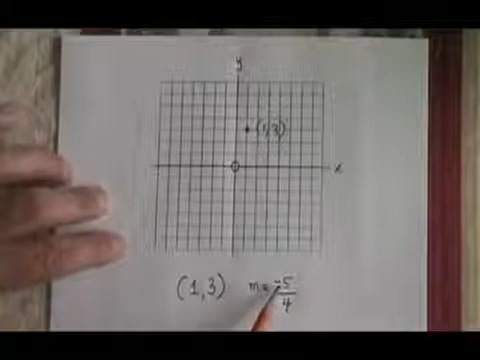 y
(1,3)
x
0
(1,3) m = -5/4